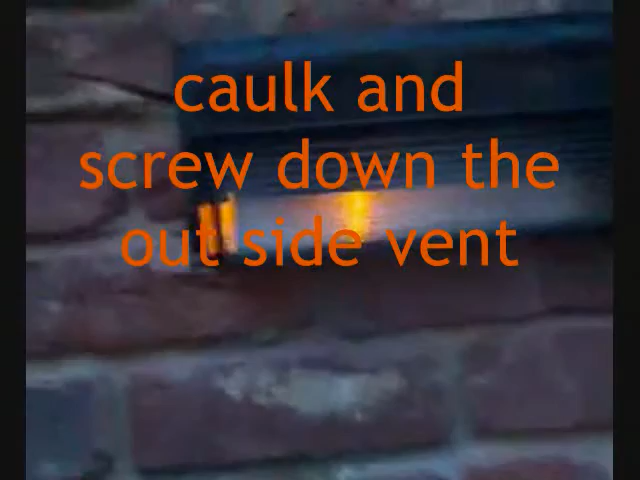 caulk and
screw down the
out side vent